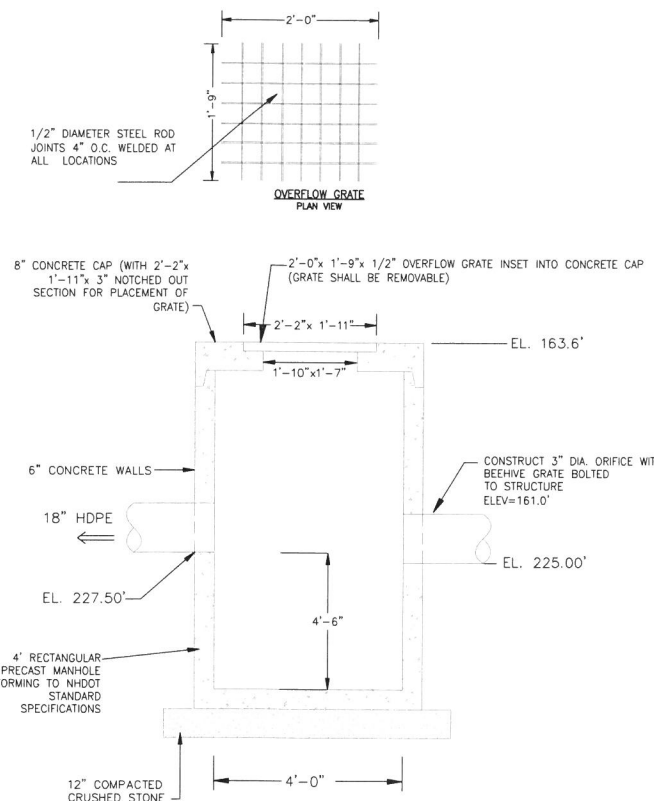 2'-0"
1'-9"
1/2" DIAMETER STEEL ROD
JOINTS 4" O.C. WELDED AT
ALL LOCATIONS
OVERFLOW GRATE
PLAN VIEW
8" CONCRETE CAP (WITH 2'-2"x
1'-11"x 3" NOTCHED OUT
SECTION FOR PLACEMENT OF
GRATE)
2'-0"x 1'-9"x 1/2" OVERFLOW GRATE INSET INTO CONCRETE CAP
(GRATE SHALL BE REMOVABLE)
2'-2"x 1'-11"
EL. 163.6'
1'-10"x1'-7"
6" CONCRETE WALLS
CONSTRUCT 3" DIA. ORIFICE WIT
BEEHIVE GRATE BOLTED
TO STRUCTURE
ELEV=161.0'
18" HDPE
EL. 225.00'
EL. 227.50'
4'-6"
4' RECTANGULAR
PRECAST MANHOLE
FORMING TO NHDOT
STANDARD
SPECIFICATIONS
12" COMPACTED
CRUSHED STONE
4'-0"